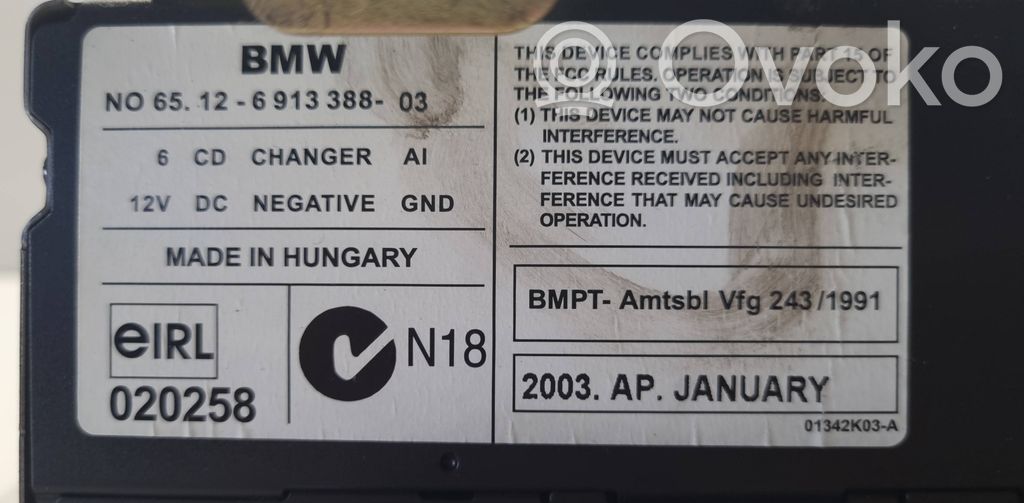 BMW
NO 65. 12 - 6 913 388- 03
6 CD CHANGER AI
12V DC NEGATIVE GND
MADE IN HUNGARY
eIRL
020258
N18
THIS DEVICE COMPLIES WITH PART 15 OF
THE FCC RULES. OPERATION IS SUBJECT TO
THE FOLLOWING TWO CONDITIONS.
(1) THIS DEVICE MAY NOT CAUSE HARMFUL
INTERFERENCE.
(2) THIS DEVICE MUST ACCEPT ANY INTER-
FERENCE RECEIVED INCLUDING INTER-
FERENCE THAT MAY CAUSE UNDESIRED
OPERATION.
BMPT- Amtsbl Vfg 243/1991
2003. AP. JANUARY
01342K03-A
Ovoko